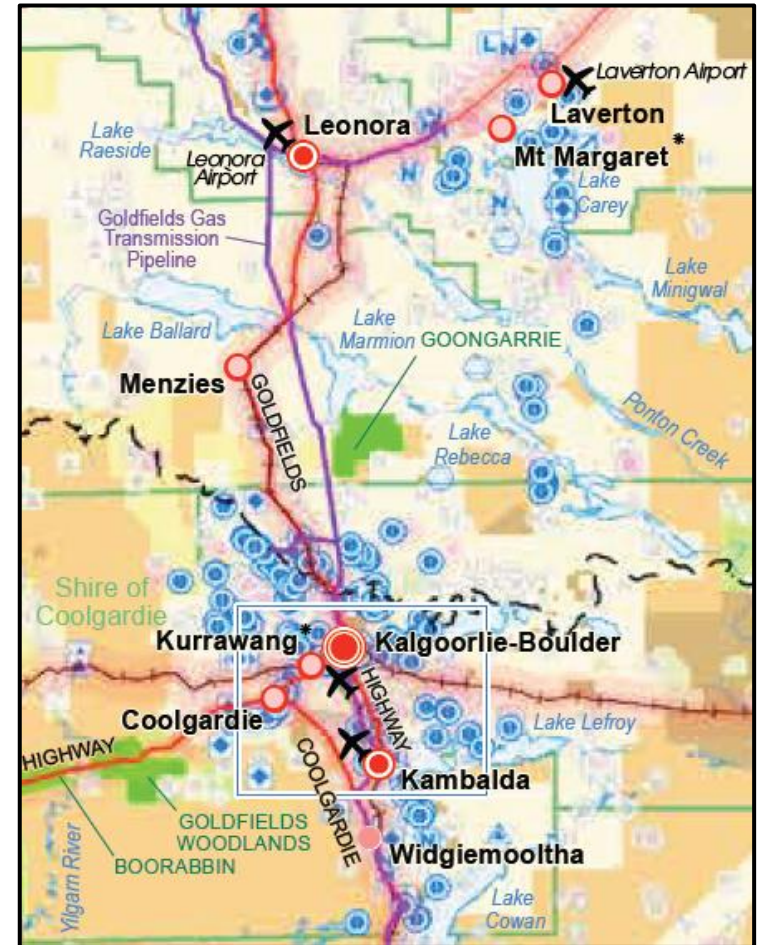 L N
Laverton Airport
Laverton
Leonora
Mt Margaret*
Lake
Raeside
Leonora
Airport
N
Lake
Carey
N
Goldfields Gas
Transmission
Pipeline
Lake
Minigwal
Lake Ballard
Lake
Marmion
GOONGARRIE
Menzies
GOLDFIELDS
Ponton Creek
Lake
Rebecca
Shire of
Coolgardie
Kurrawang*
Kalgoorlie-Boulder
HIGHWAY
Coolgardie
Lake Lefroy
HIGHWAY
COOLGARDIE
Kambalda
GOLDFIELDS
WOODLANDS
BOORABBIN
N
Widgiemooltha
Yilgarn River
Lake
Cowan